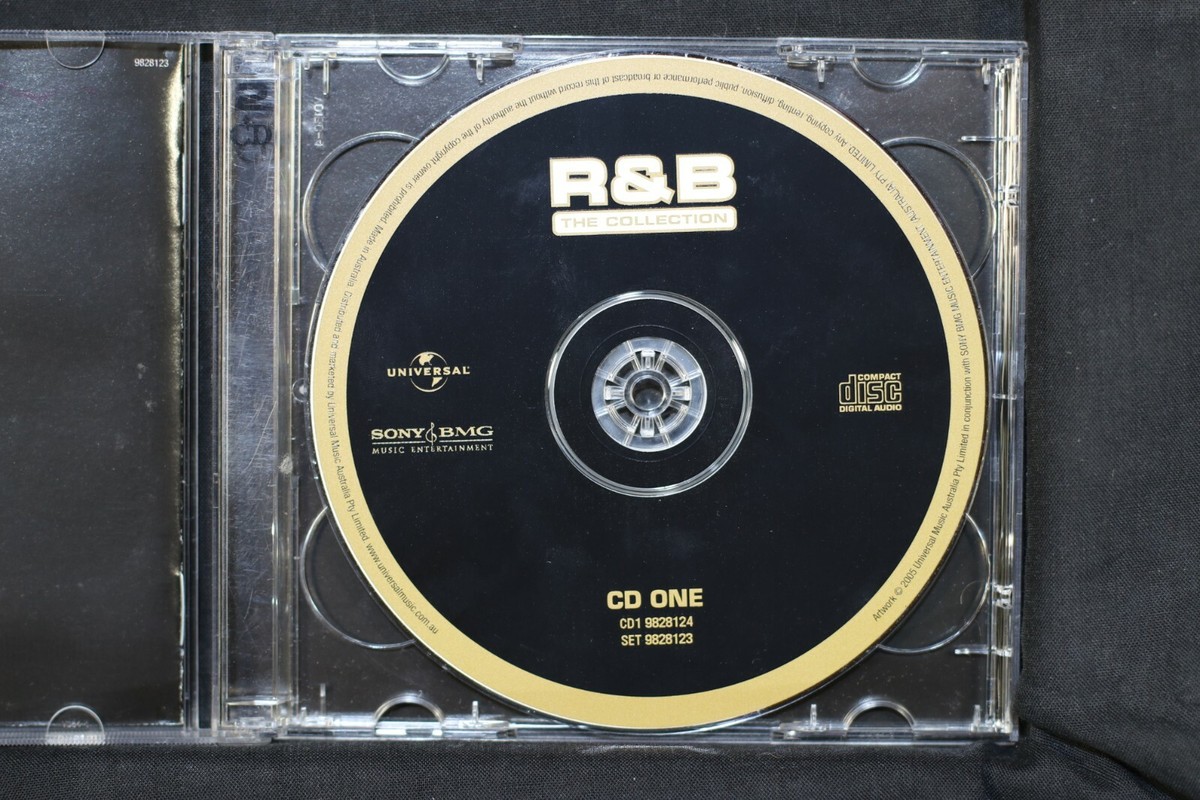 9828123
R&B
THE COLLECTION
UNIVERSAL
SONY BMG
MUSIC ENTERTAINMENT
COMPACT
disc
DIGITAL AUDIO
CD ONE
CD1 9828124
SET 9828123
Artwork © 2005 Universal Music Australia Pty Limited in conjunction with SONY BMG MUSIC ENTERTAINMENT (AUSTRALIA) PTY LIMITED. Any copying, renting, diffusion, public performance or broadcast of this record without the authority of the copyright owner is prohibited. Made in Australia. Distributed and marketed by Universal Music Australia Pty Limited. www.universalmusic.com.au